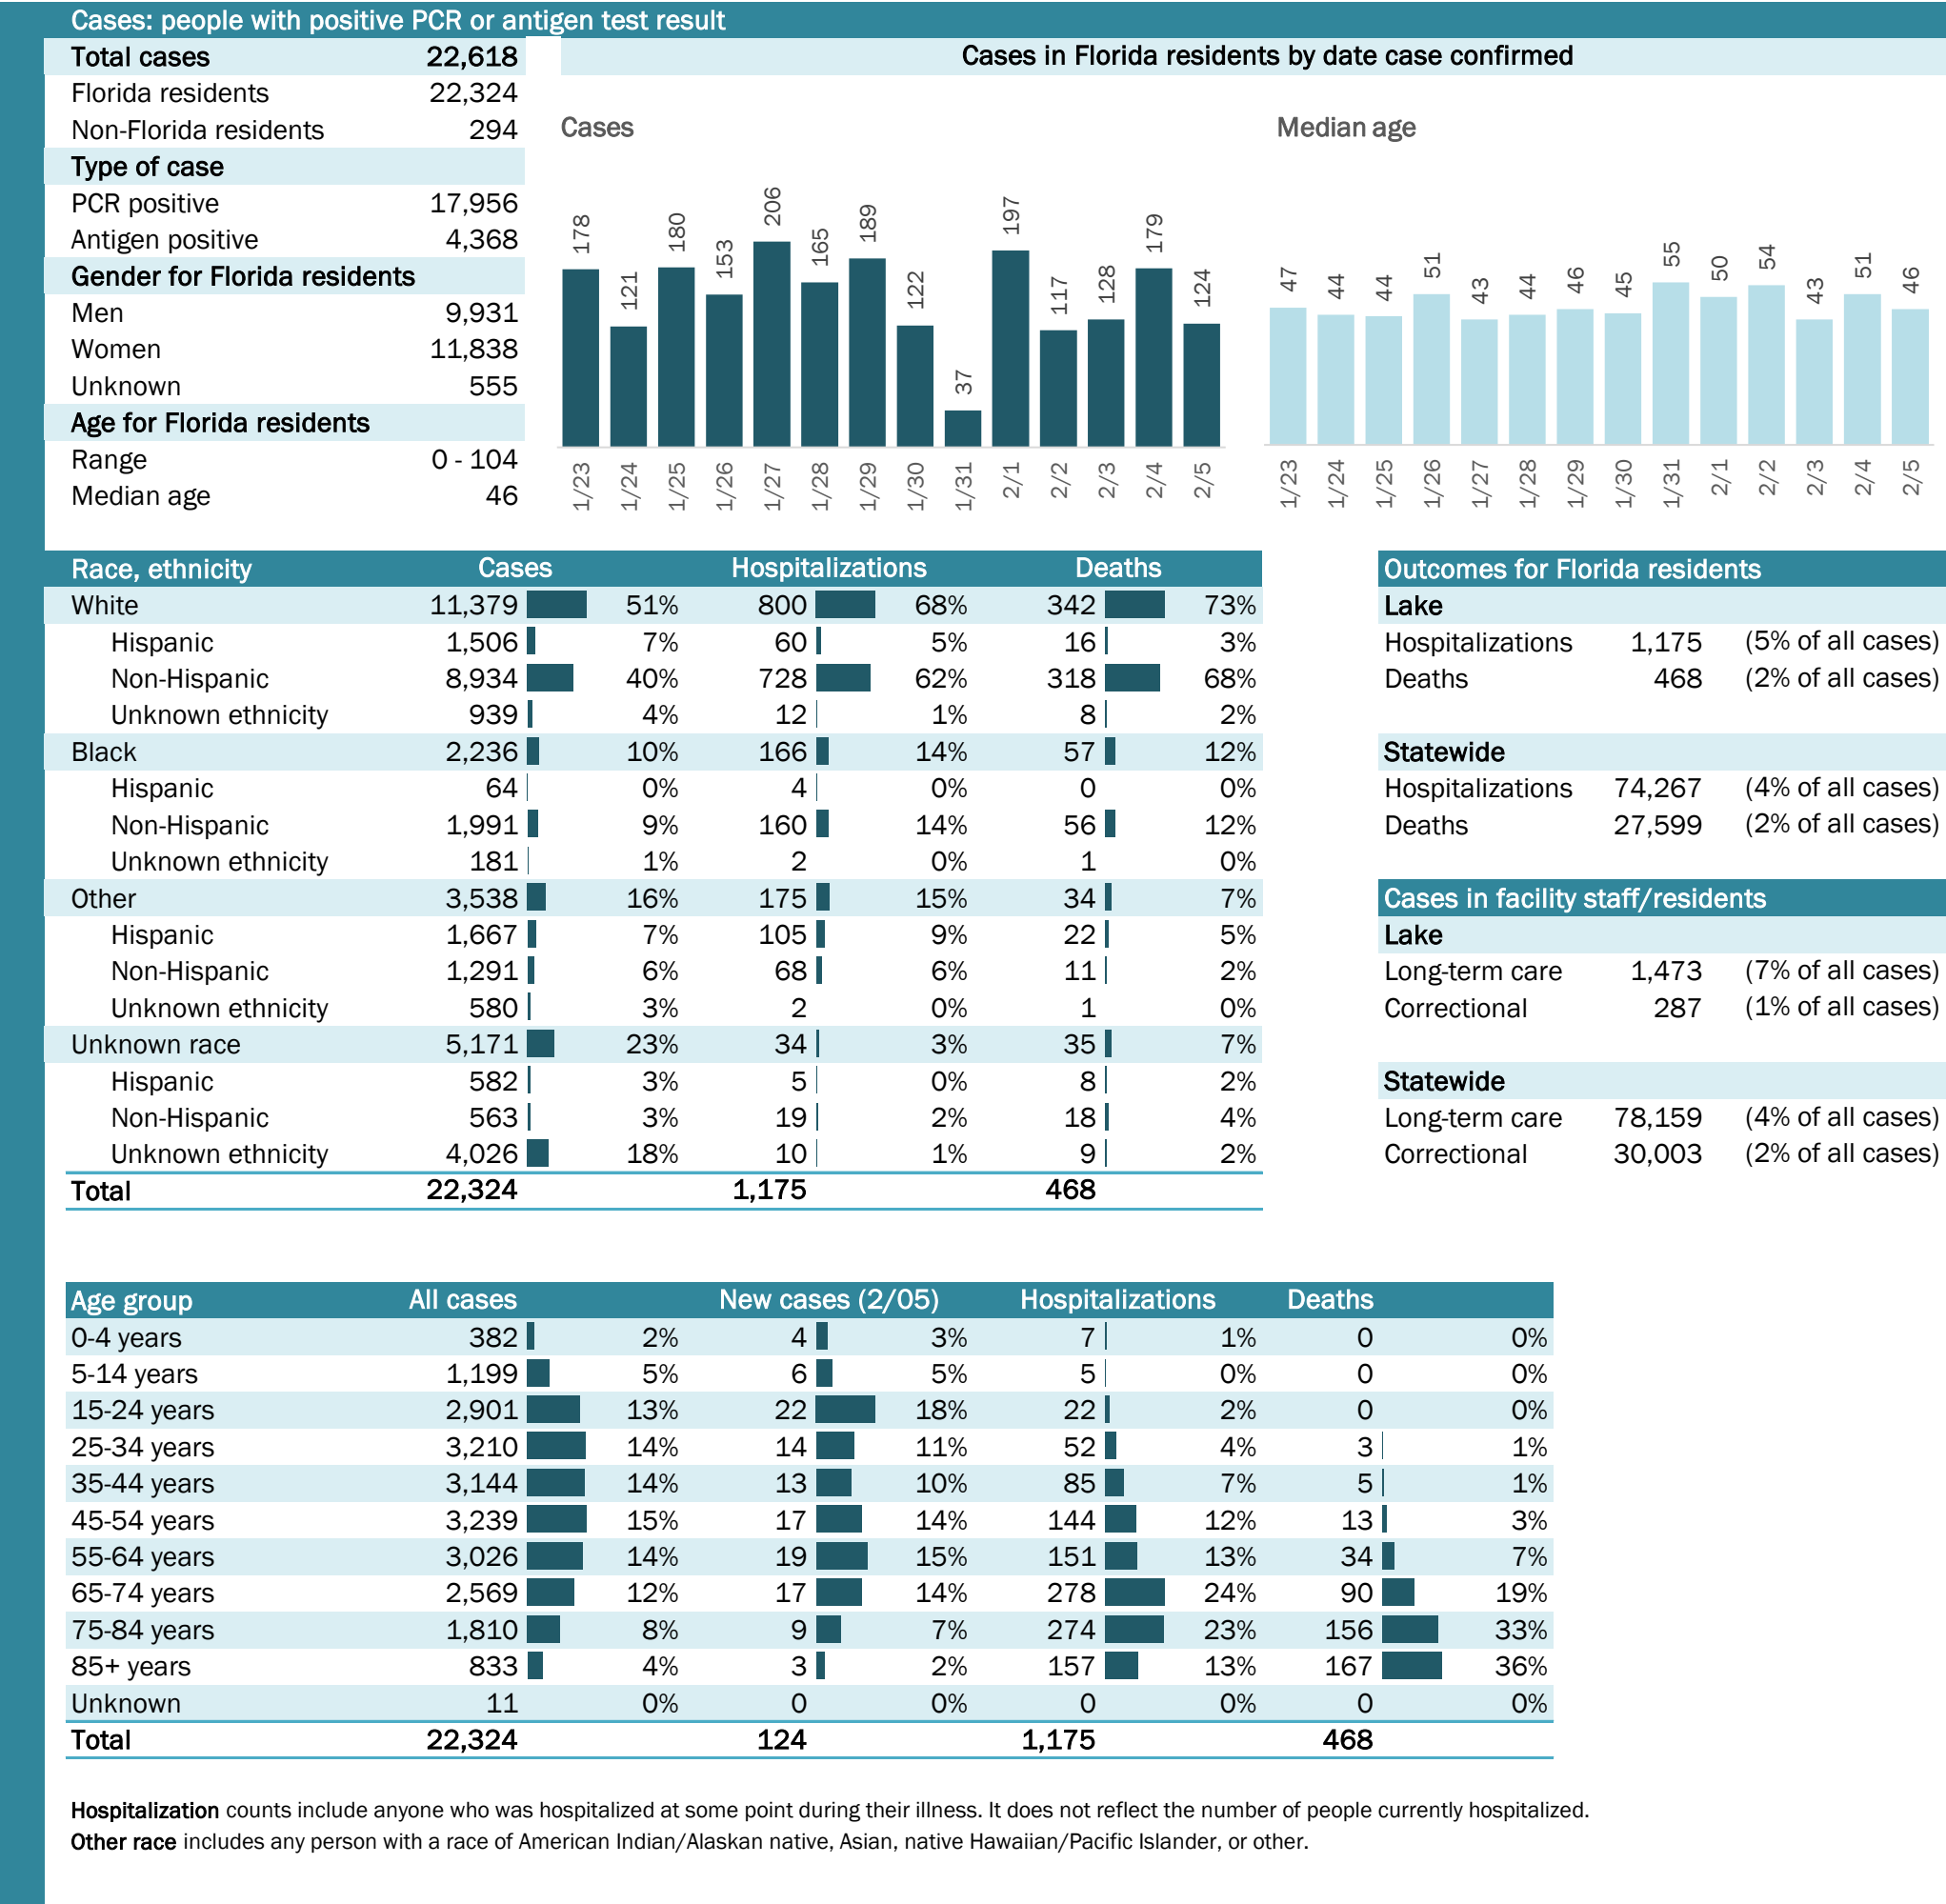 Cases: people with positive PCR or antigen test result
Total cases 22,618
Florida residents 22,324
Non-Florida residents 294
Type of case
PCR positive 17,956
Antigen positive 4,368
Gender for Florida residents
Men 9,931
Women 11,838
Unknown 555
Age for Florida residents
Range 0 - 104
Median age 46
Cases in Florida residents by date case confirmed
Cases
178 121 180 153 206 165 189 122 37 197 117 128 179 124
1/23 1/24 1/25 1/26 1/27 1/28 1/29 1/30 1/31 2/1 2/2 2/3 2/4 2/5
Median age
47 44 44 51 43 44 46 45 55 50 54 43 51 46
1/23 1/24 1/25 1/26 1/27 1/28 1/29 1/30 1/31 2/1 2/2 2/3 2/4 2/5
Race, ethnicity Cases Hospitalizations Deaths
White 11,379 51% 800 68% 342 73%
Hispanic 1,506 7% 60 5% 16 3%
Non-Hispanic 8,934 40% 728 62% 318 68%
Unknown ethnicity 939 4% 12 1% 8 2%
Black 2,236 10% 166 14% 57 12%
Hispanic 64 0% 4 0% 0 0%
Non-Hispanic 1,991 9% 160 14% 56 12%
Unknown ethnicity 181 1% 2 0% 1 0%
Other 3,538 16% 175 15% 34 7%
Hispanic 1,667 7% 105 9% 22 5%
Non-Hispanic 1,291 6% 68 6% 11 2%
Unknown ethnicity 580 3% 2 0% 1 0%
Unknown race 5,171 23% 34 3% 35 7%
Hispanic 582 3% 5 0% 8 2%
Non-Hispanic 563 3% 19 2% 18 4%
Unknown ethnicity 4,026 18% 10 1% 9 2%
Total 22,324 1,175 468
Outcomes for Florida residents
Lake
Hospitalizations 1,175 (5% of all cases)
Deaths 468 (2% of all cases)
Statewide
Hospitalizations 74,267 (4% of all cases)
Deaths 27,599 (2% of all cases)
Cases in facility staff/residents
Lake
Long-term care 1,473 (7% of all cases)
Correctional 287 (1% of all cases)
Statewide
Long-term care 78,159 (4% of all cases)
Correctional 30,003 (2% of all cases)
Age group All cases New cases (2/05) Hospitalizations Deaths
0-4 years 382 2% 4 3% 7 1% 0 0%
5-14 years 1,199 5% 6 5% 5 0% 0 0%
15-24 years 2,901 13% 22 18% 22 2% 0 0%
25-34 years 3,210 14% 14 11% 52 4% 3 1%
35-44 years 3,144 14% 13 10% 85 7% 5 1%
45-54 years 3,239 15% 17 14% 144 12% 13 3%
55-64 years 3,026 14% 19 15% 151 13% 34 7%
65-74 years 2,569 12% 17 14% 278 24% 90 19%
75-84 years 1,810 8% 9 7% 274 23% 156 33%
85+ years 833 4% 3 2% 157 13% 167 36%
Unknown 11 0% 0 0% 0 0% 0 0%
Total 22,324 124 1,175 468
Hospitalization counts include anyone who was hospitalized at some point during their illness. It does not reflect the number of people currently hospitalized.
Other race includes any person with a race of American Indian/Alaskan native, Asian, native Hawaiian/Pacific Islander, or other.